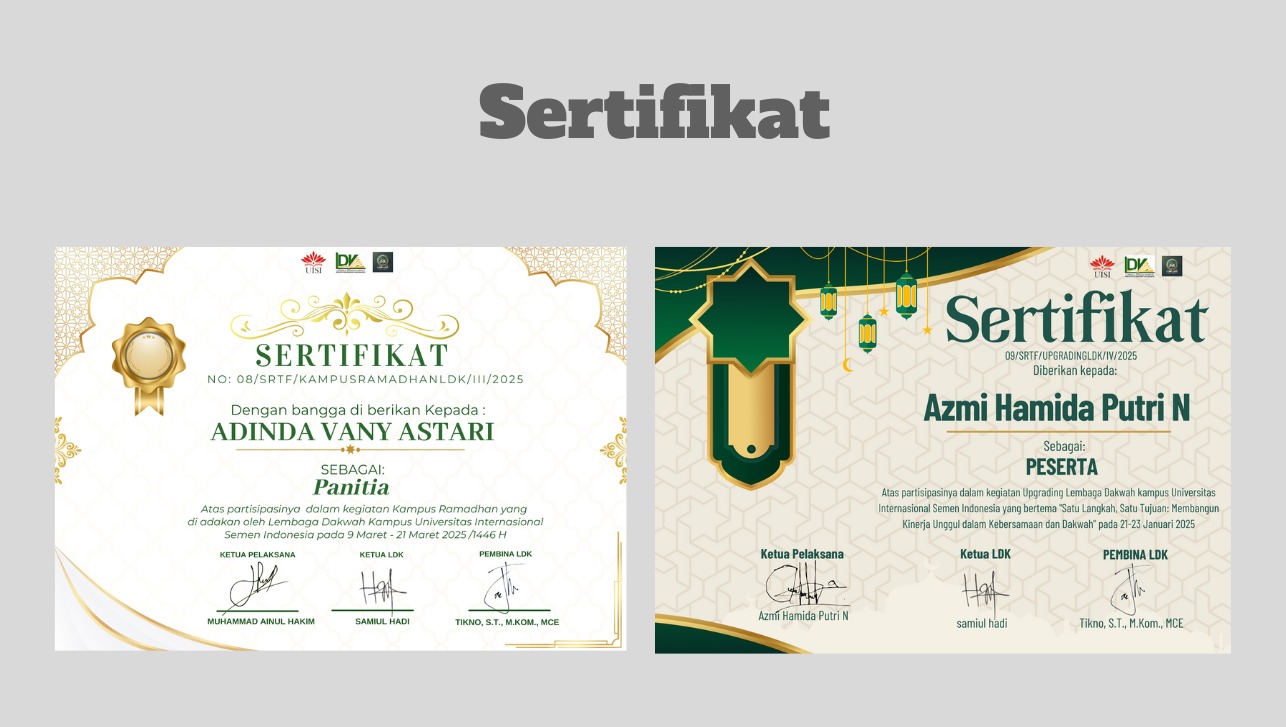 Sertifikat
UISI
LDK
SERTIFIKAT
NO: 08/SRTF/KAMPUSRAMADHANLDK/III/2025
Dengan bangga di berikan Kepada :
ADINDA VANY ASTARI
SEBAGAI:
Panitia
Atas partisipasinya dalam kegiatan Kampus Ramadhan yang
di adakan oleh Lembaga Dakwah Kampus Universitas Internasional
Semen Indonesia pada 9 Maret - 21 Maret 2025 /1446 H
KETUA PELAKSANA
KETUA LDK
PEMBINA LDK
MUHAMMAD AINUL HAKIM
SAMIUL HADI
TIKNO, S.T., M.KOM., MCE
UISI
LDK
Sertifikat
09/SRTF/UPGRADINGLDK/IV/2025
Diberikan kepada:
Azmi Hamida Putri N
Sebagai:
PESERTA
Atas partisipasinya dalam kegiatan Upgrading Lembaga Dakwah kampus Universitas
Internasional Semen Indonesia yang bertema "Satu Langkah, Satu Tujuan: Membangun
Kinerja Unggul dalam Kebersamaan dan Dakwah" pada 21-23 Januari 2025
Ketua Pelaksana
Ketua LDK
PEMBINA LDK
Azmi Hamida Putri N
samiul hadi
Tikno, S.T., M.Kom., MCE